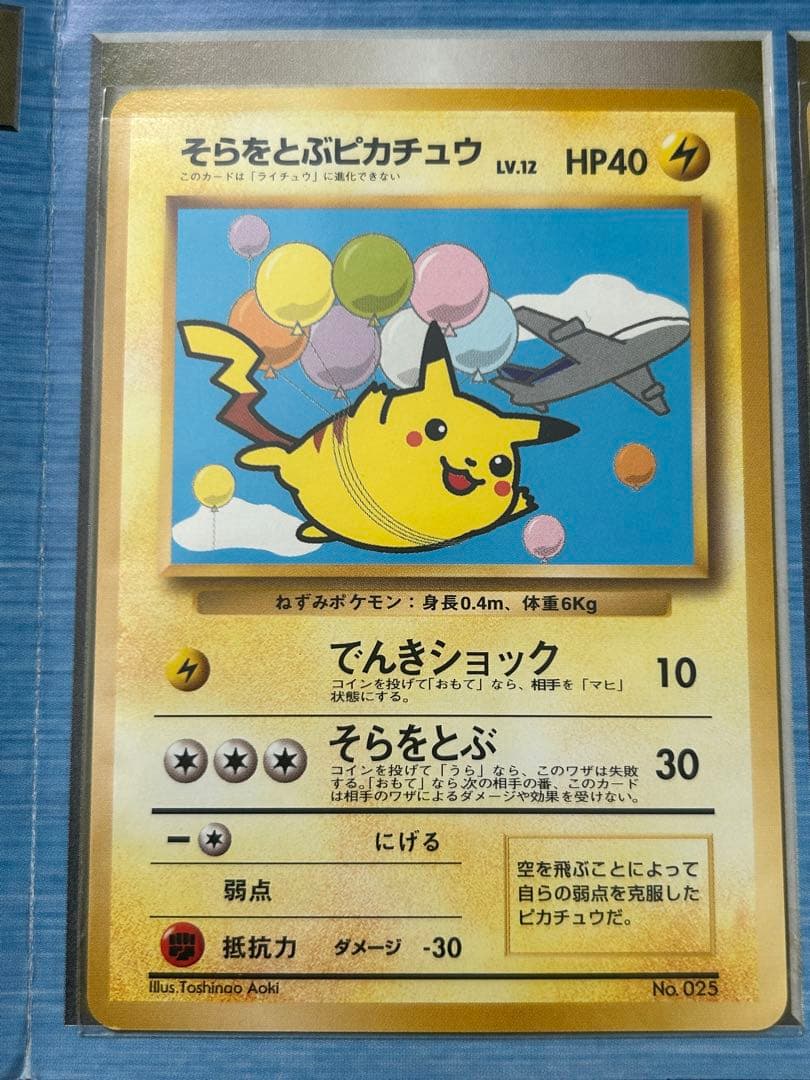 そらをとぶピカチュウ LV.12 HP40
このカードは「ライチュウ」に進化できない
ねずみポケモン：身長0.4m、体重6Kg
でんきショック 10
コインを投げて「おもて」なら、相手を「マヒ」
状態にする。
そらをとぶ 30
コインを投げて「うら」なら、このワザは失敗
する。「おもて」なら次の相手の番、このカード
は相手のワザによるダメージや効果を受けない。
にげる
弱点
抵抗力 ダメージ -30
空を飛ぶことによって
自らの弱点を克服した
ピカチュウだ。
Illus.Toshinao Aoki No. 025